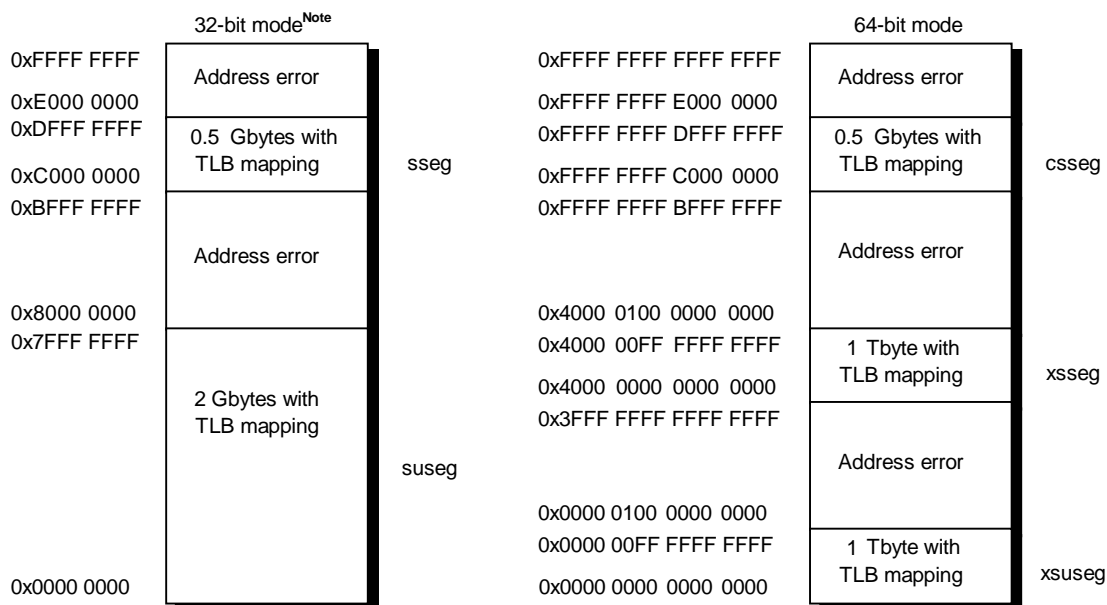 32-bit mode^Note
0xFFFF FFFF
Address error
0xE000 0000
0xDFFF FFFF
0.5 Gbytes with
TLB mapping
sseg
0xC000 0000
0xBFFF FFFF
Address error
0x8000 0000
0x7FFF FFFF
2 Gbytes with
TLB mapping
suseg
0x0000 0000
64-bit mode
0xFFFF FFFF FFFF FFFF
Address error
0xFFFF FFFF E000 0000
0xFFFF FFFF DFFF FFFF
0.5 Gbytes with
TLB mapping
csseg
0xFFFF FFFF C000 0000
0xFFFF FFFF BFFF FFFF
Address error
0x4000 0100 0000 0000
0x4000 00FF FFFF FFFF
1 Tbyte with
TLB mapping
xsseg
0x4000 0000 0000 0000
0x3FFF FFFF FFFF FFFF
Address error
0x0000 0100 0000 0000
0x0000 00FF FFFF FFFF
1 Tbyte with
TLB mapping
xsuseg
0x0000 0000 0000 0000